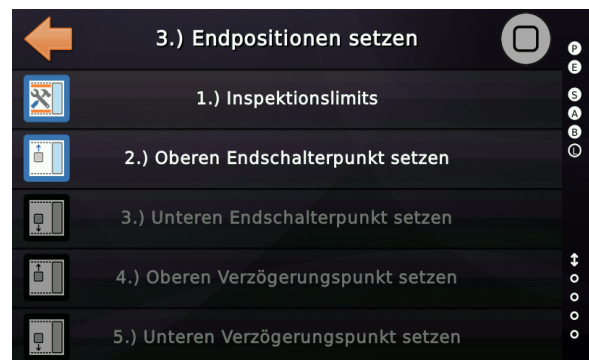 3.) Endpositionen setzen
1.) Inspektionslimits
2.) Oberen Endschalterpunkt setzen
3.) Unteren Endschalterpunkt setzen
4.) Oberen Verzögerungspunkt setzen
5.) Unteren Verzögerungspunkt setzen
P
E
S
A
B
L